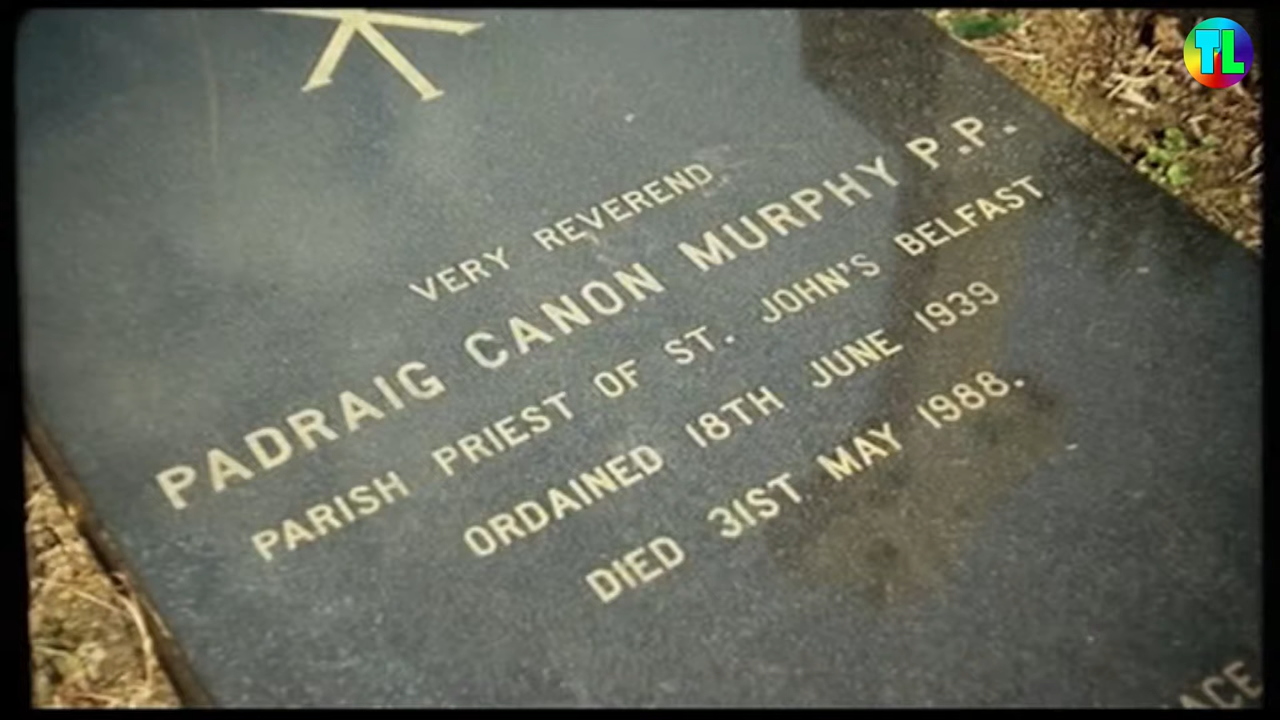 TL
VERY REVEREND
PADRAIG CANON MURPHY P.P.
PARISH PRIEST OF ST. JOHN'S BELFAST
ORDAINED 18TH JUNE 1939
DIED 31ST MAY 1988.